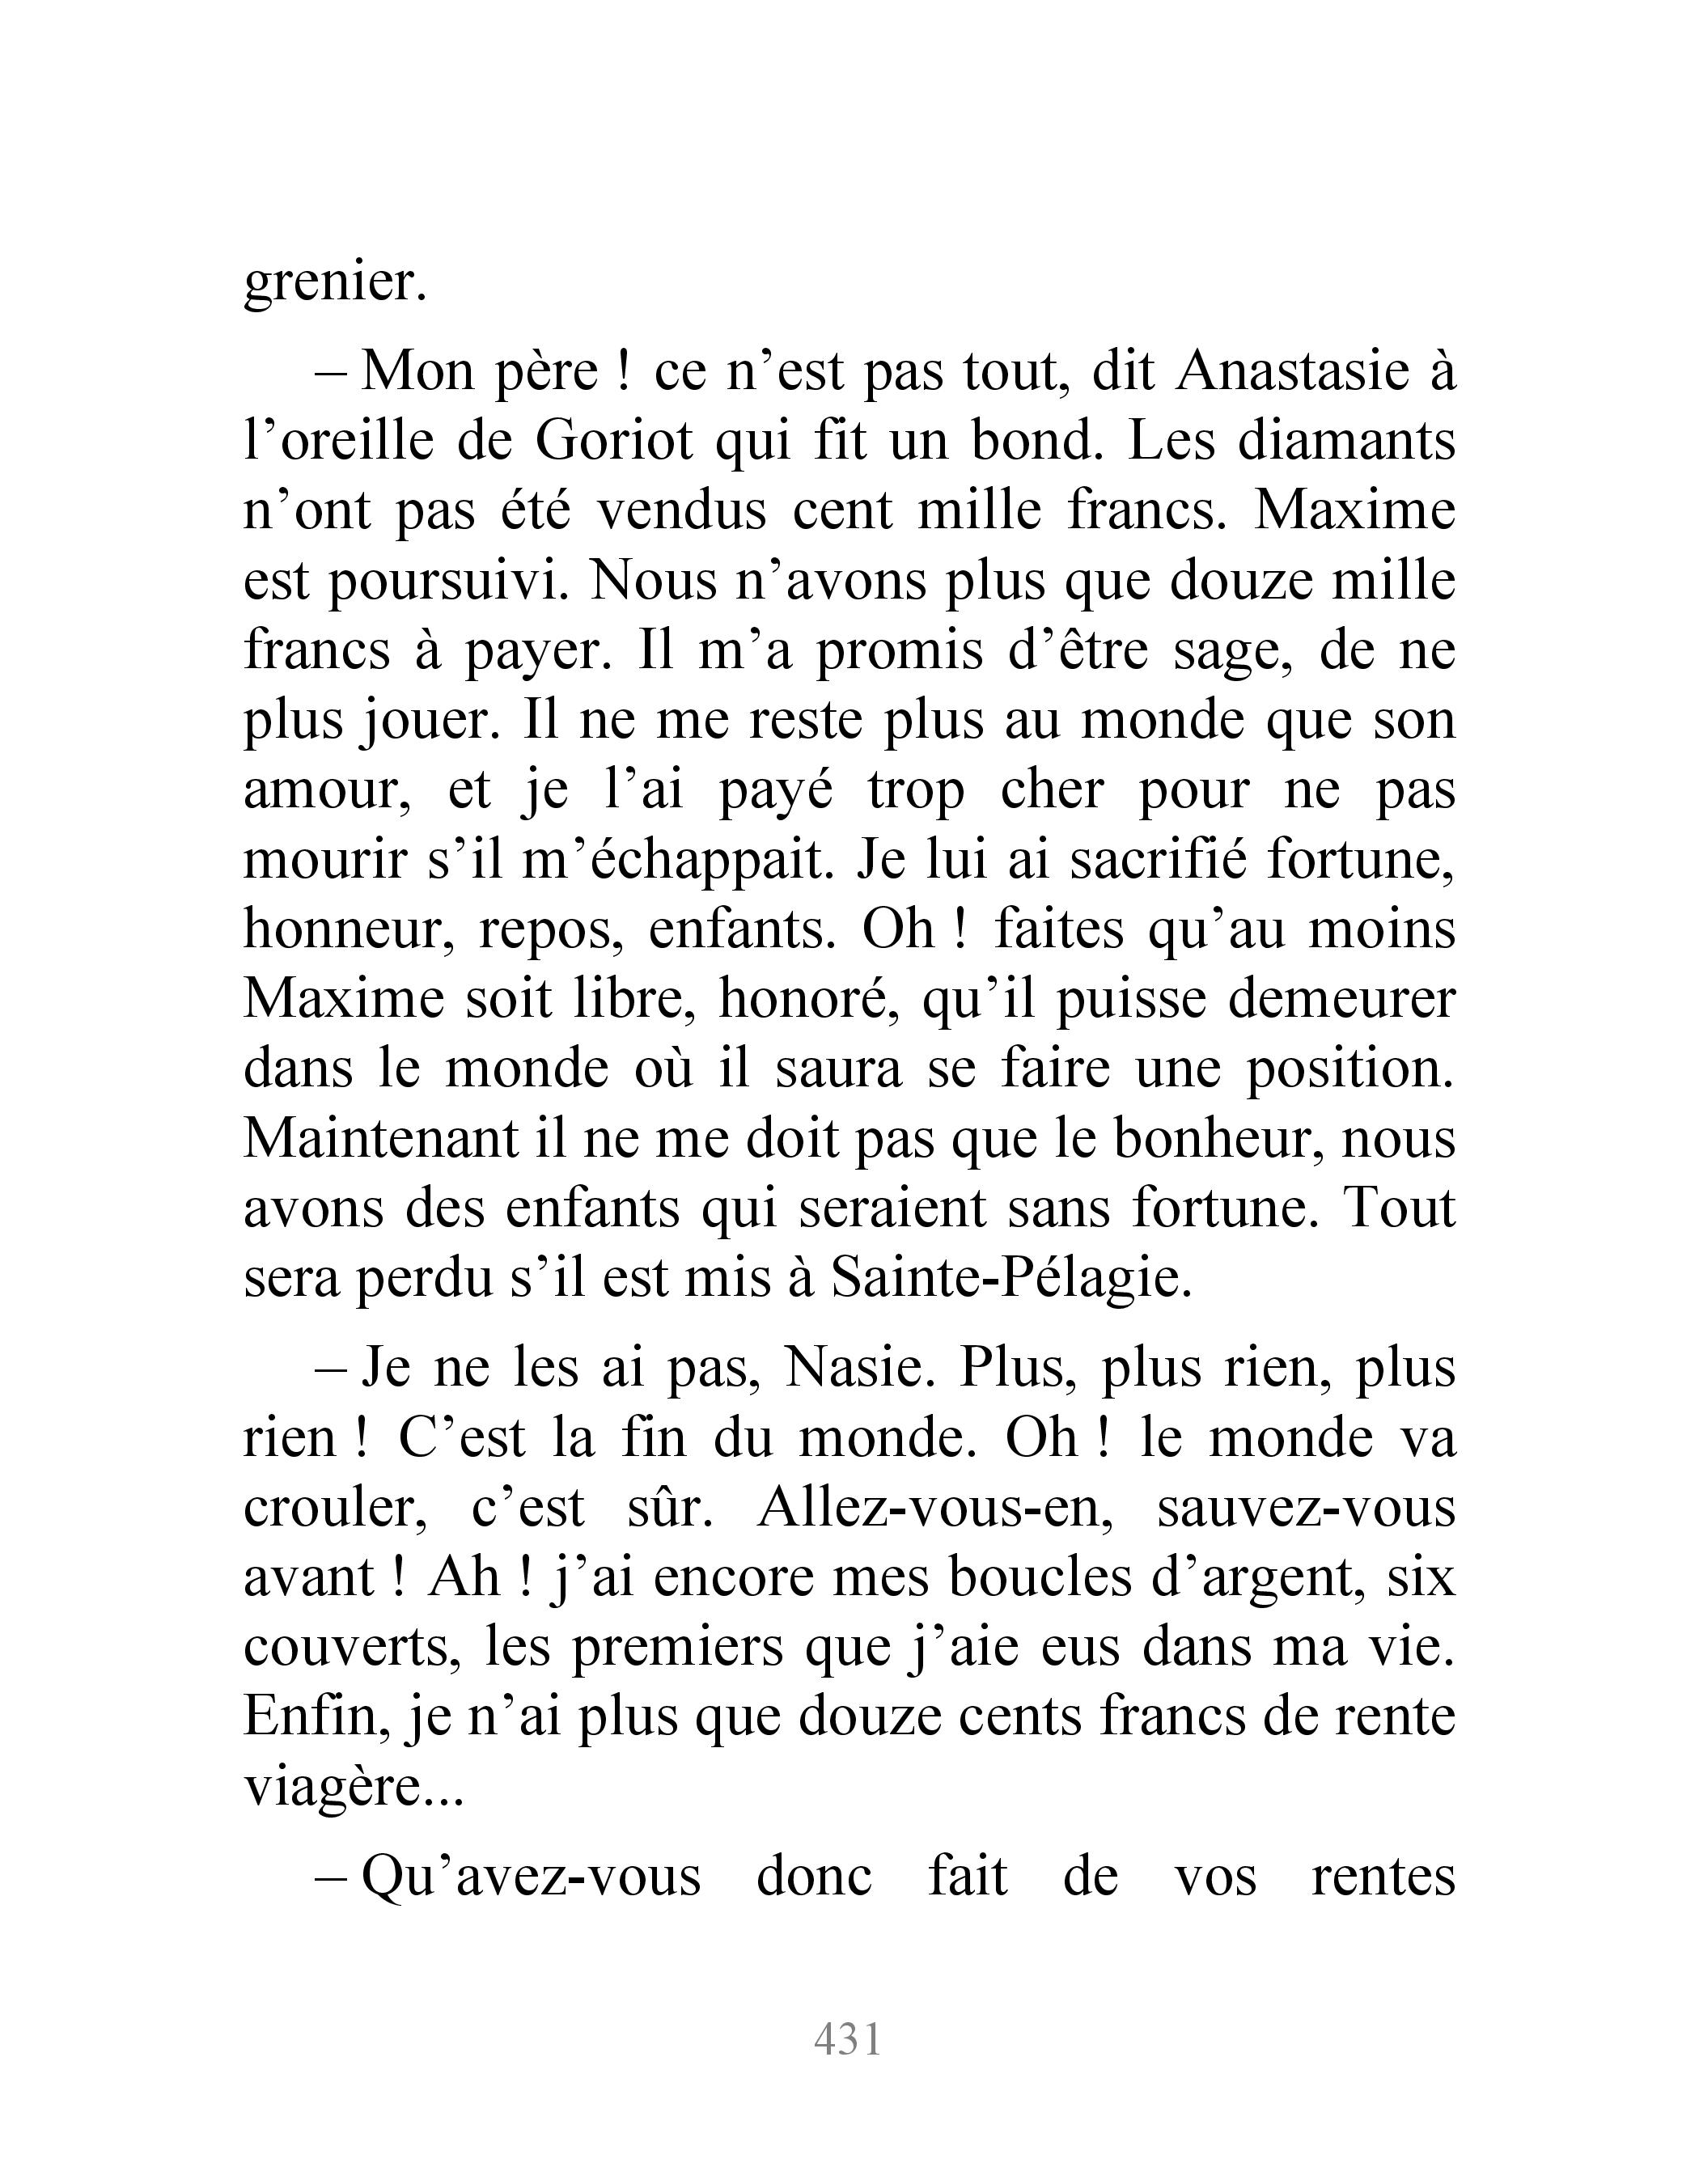 grenier.
– Mon père ! ce n’est pas tout, dit Anastasie à
l’oreille de Goriot qui fit un bond. Les diamants
n’ont pas été vendus cent mille francs. Maxime
est poursuivi. Nous n’avons plus que douze mille
francs à payer. Il m’a promis d’être sage, de ne
plus jouer. Il ne me reste plus au monde que son
amour, et je l’ai payé trop cher pour ne pas
mourir s’il m’échappait. Je lui ai sacrifié fortune,
honneur, repos, enfants. Oh ! faites qu’au moins
Maxime soit libre, honoré, qu’il puisse demeurer
dans le monde où il saura se faire une position.
Maintenant il ne me doit pas que le bonheur, nous
avons des enfants qui seraient sans fortune. Tout
sera perdu s’il est mis à Sainte-Pélagie.
– Je ne les ai pas, Nasie. Plus, plus rien, plus
rien ! C’est la fin du monde. Oh ! le monde va
crouler, c’est sûr. Allez-vous-en, sauvez-vous
avant ! Ah ! j’ai encore mes boucles d’argent, six
couverts, les premiers que j’aie eus dans ma vie.
Enfin, je n’ai plus que douze cents francs de rente
viagère...
– Qu’avez-vous donc fait de vos rentes
431